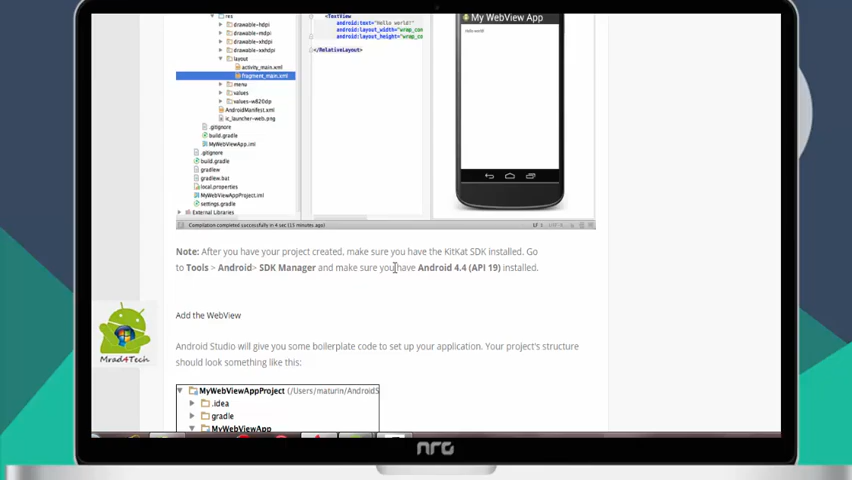 res
<TextView
My WebView App
drawable-hdpi
android:text="Hello world!"
Hello world!
drawable-mdpi
android:layout_width="wrap_con
drawable-xhdpi
android:layout_height="wrap_co
drawable-xxhdpi
layout
</RelativeLayout>
activity_main.xml
fragment_main.xml
menu
values
values-w820dp
AndroidManifest.xml
ic_launcher-web.png
.gitignore
build.gradle
MyWebViewApp.iml
.gitignore
build.gradle
gradlew
gradlew.bat
local.properties
MyWebViewAppProject.iml
settings.gradle
External Libraries
Compilation completed successfully in 4 sec (15 minutes ago)
Note: After you have your project created, make sure you have the KitKat SDK installed. Go
to Tools > Android> SDK Manager and make sure you have Android 4.4 (API 19) installed.
Add the WebView
Mrad4Tech
Android Studio will give you some boilerplate code to set up your application. Your project's structure
should look something like this:
MyWebViewAppProject (/Users/maturin/AndroidS
.idea
gradle
MyWebViewApp
nrg